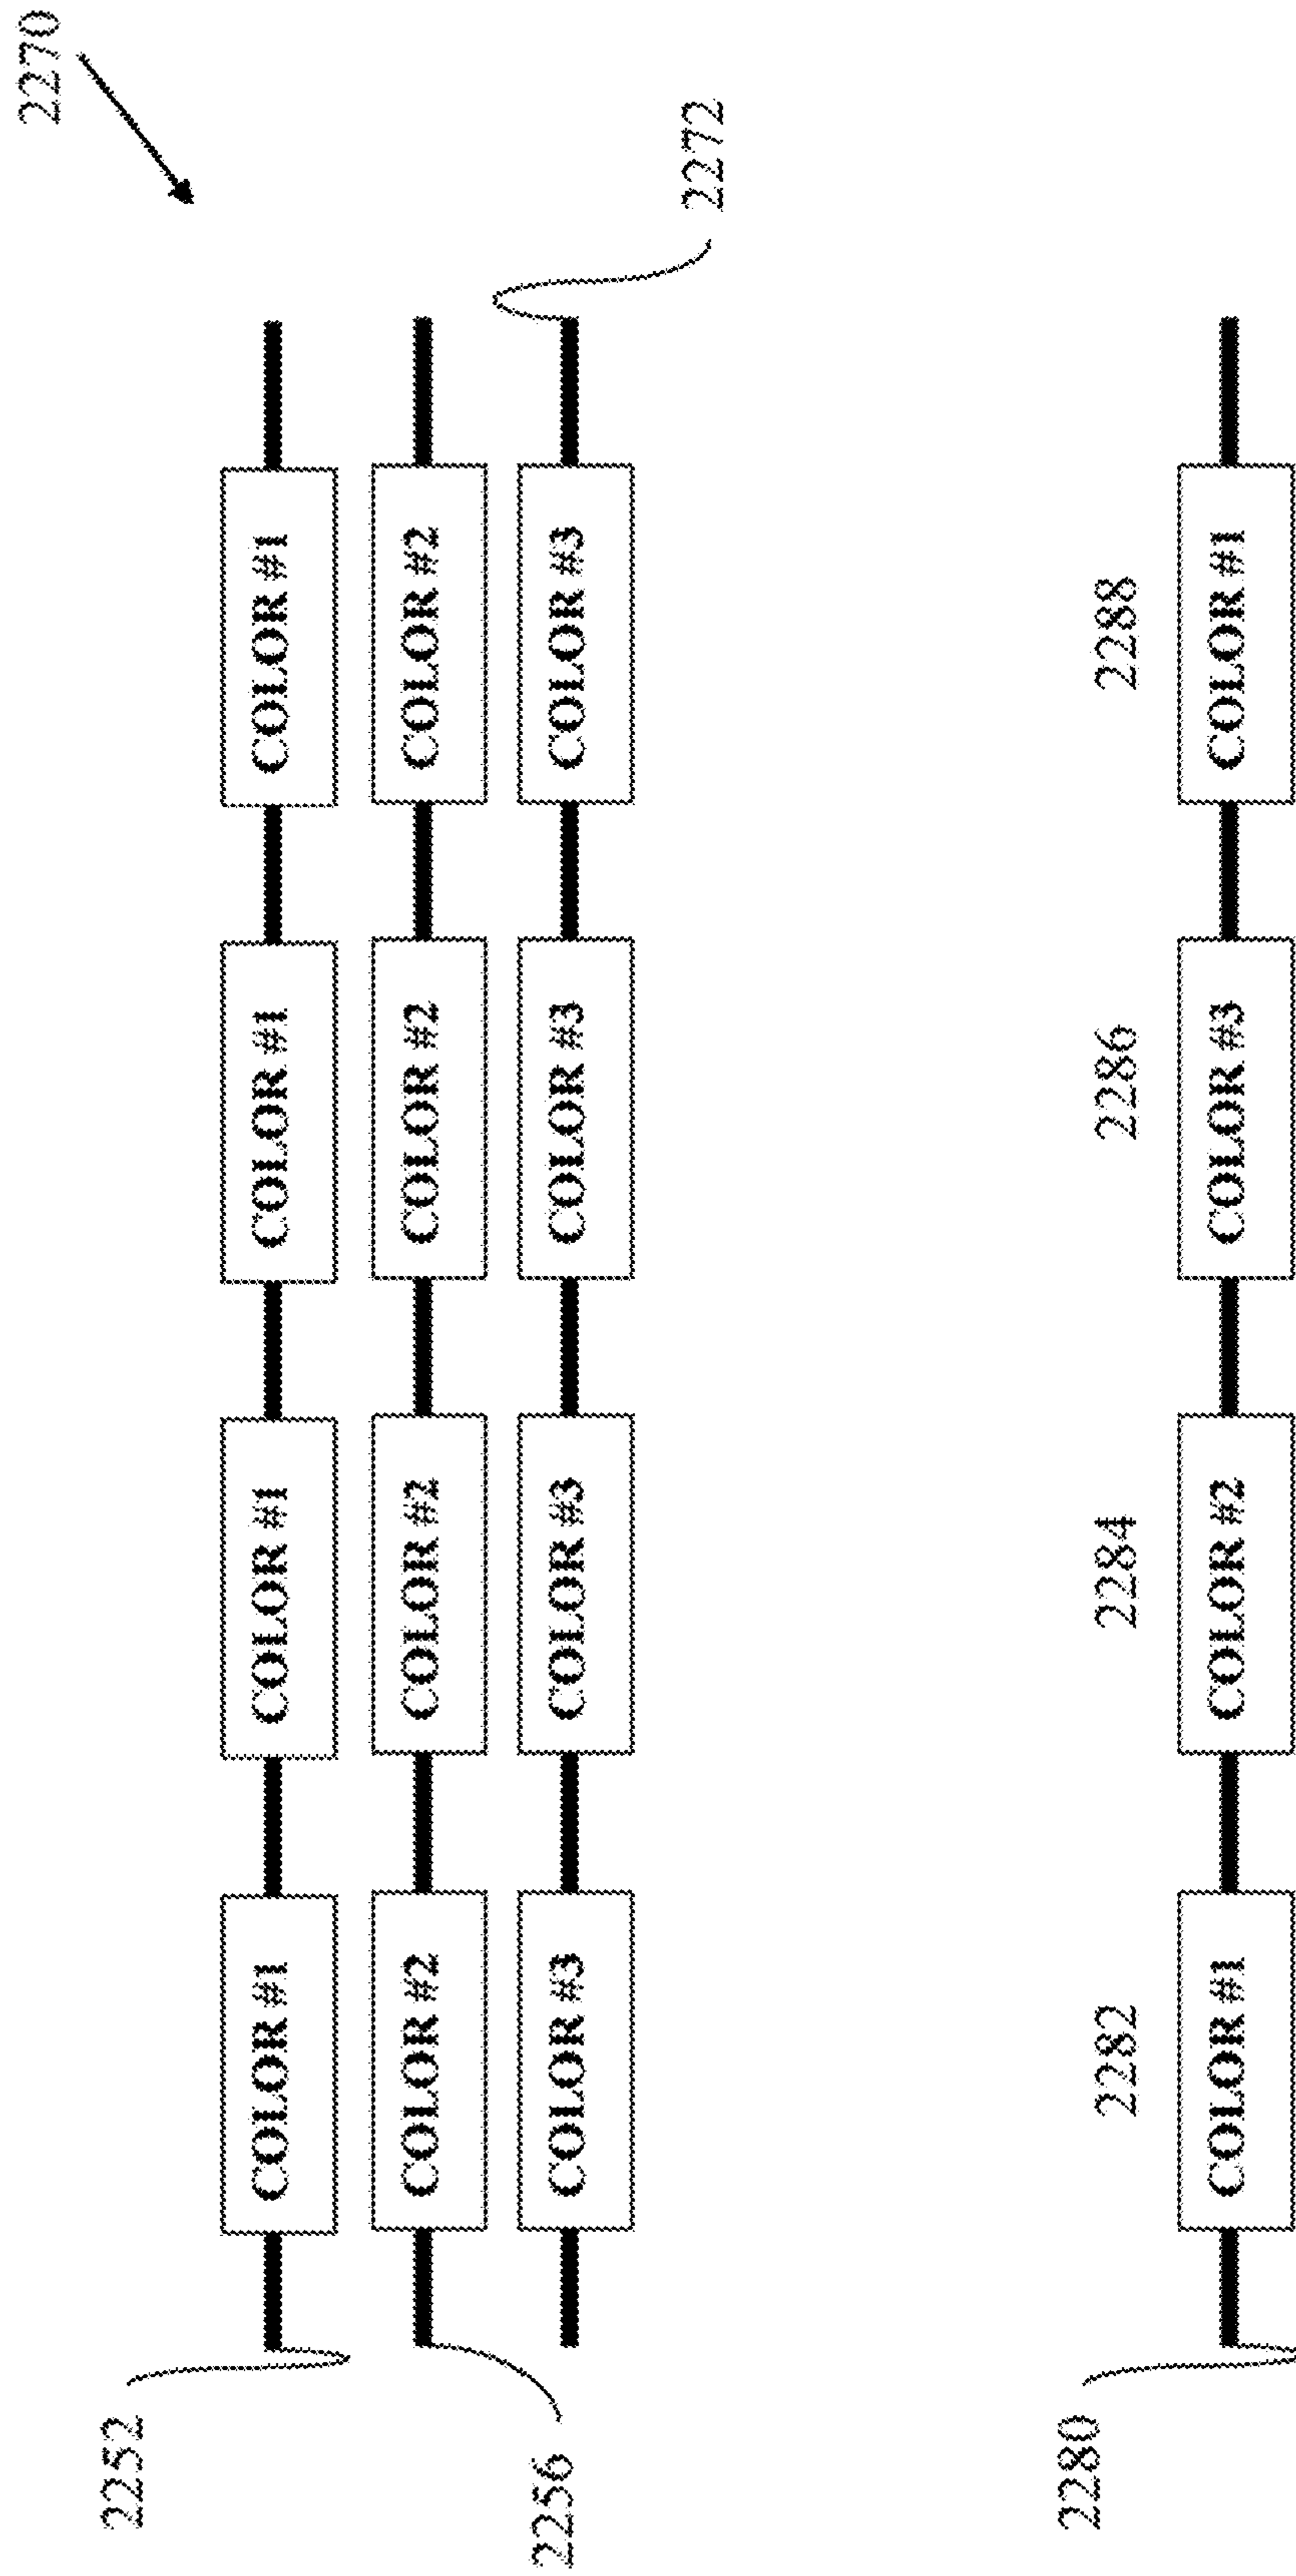 2270
2252
COLOR #1 COLOR #1 COLOR #1 COLOR #1
COLOR #2 COLOR #2 COLOR #2 COLOR #2
2256
COLOR #3 COLOR #3 COLOR #3 COLOR #3
2272
2280
2282 2284 2286 2288
COLOR #1 COLOR #2 COLOR #3 COLOR #1